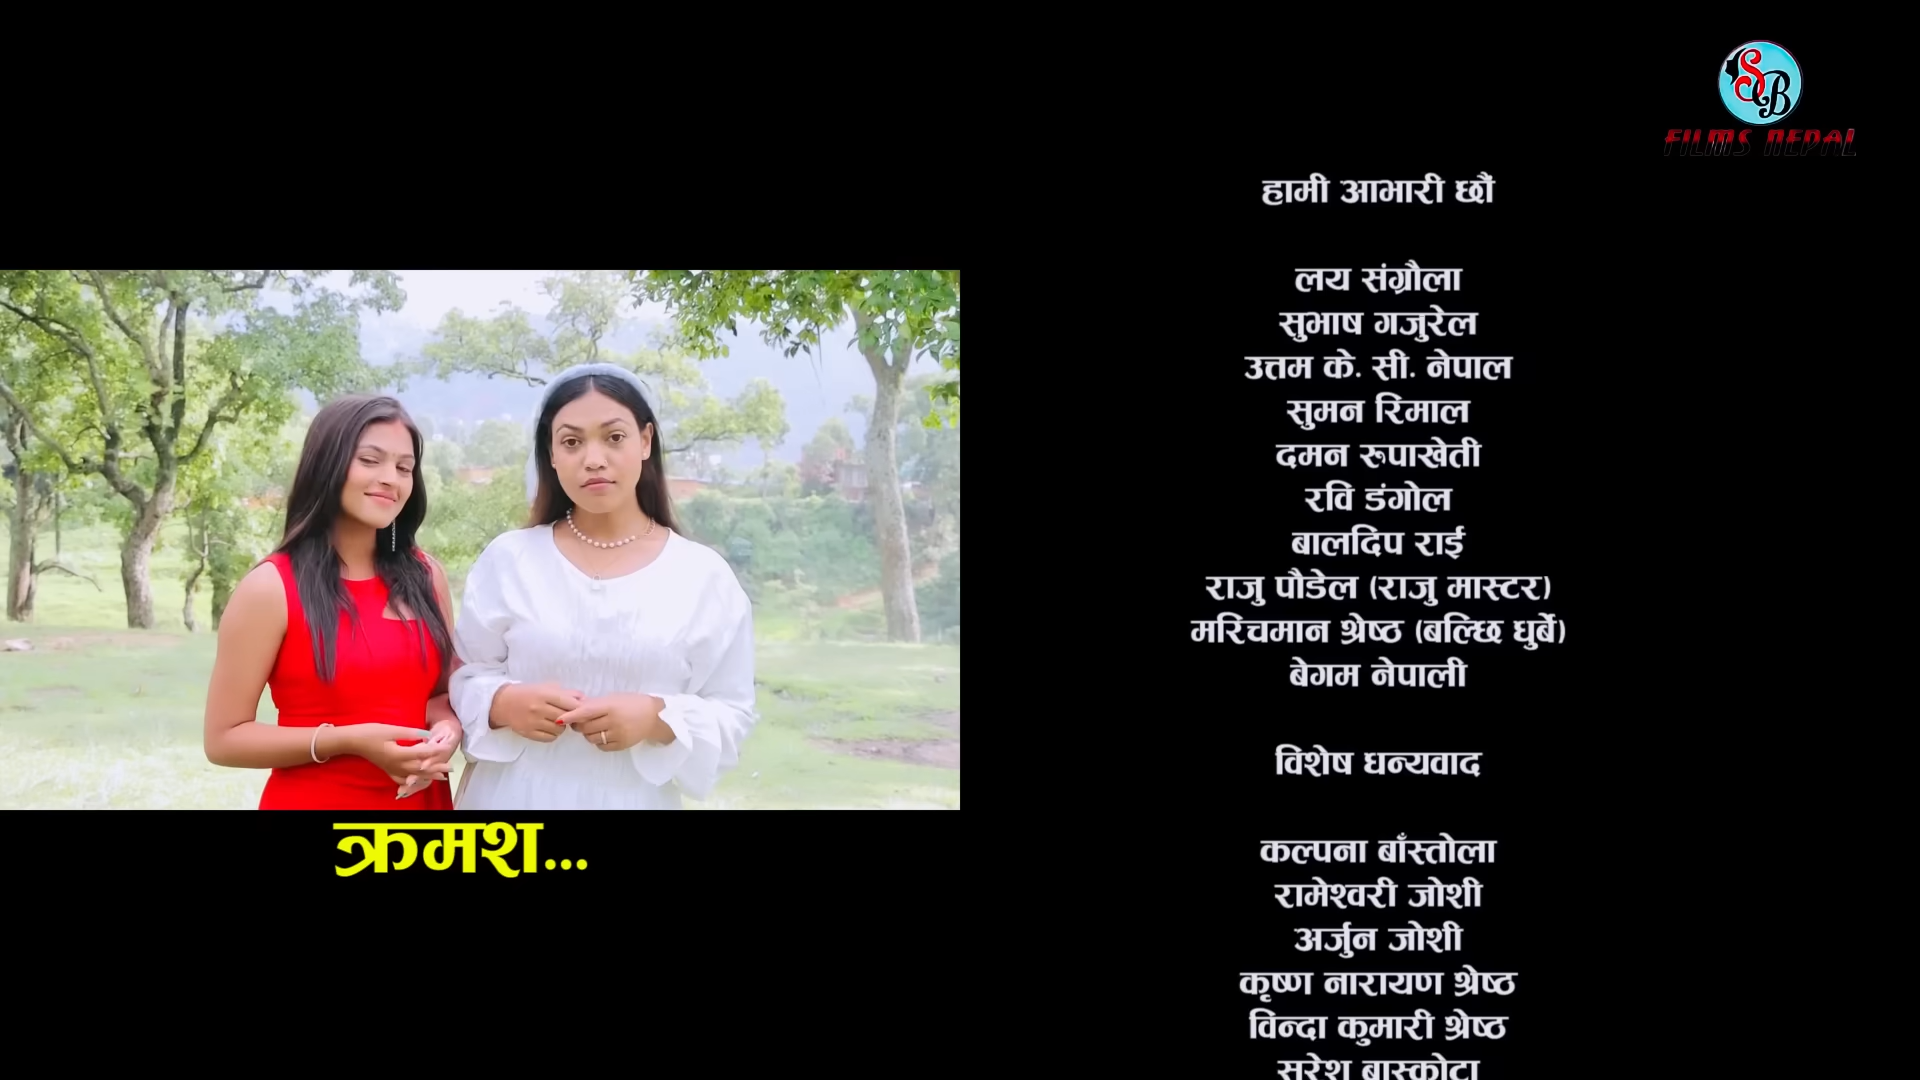 SB
FILMS NEPAL
हामी आभारी छौं
लय संग्रौला
सुभाष गजुरेल
उत्तम के. सी. नेपाल
सुमन रिमाल
दमन रुपाखेती
रवि डंगोल
बालदिप राई
राजु पौडेल (राजु मास्टर)
मरिचमान श्रेष्ठ (बल्छि धुर्बे)
बेगम नेपाली
विशेष धन्यवाद
कल्पना बाँस्तोला
रामेश्वरी जोशी
अर्जुन जोशी
कृष्ण नारायण श्रेष्ठ
विन्दा कुमारी श्रेष्ठ
सुरेश बास्कोटा
क्रमश...